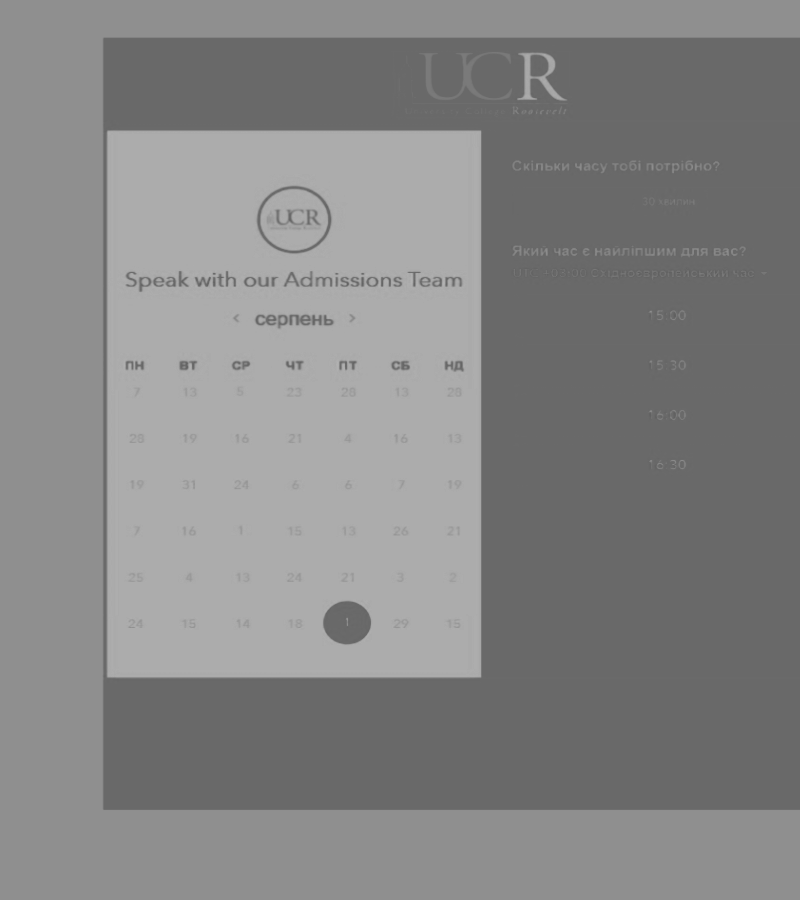 UCR
Roosevelt
UCR
Speak with our Admissions Team
< серпень >
ПН ВТ СР ЧТ ПТ СБ НД
7 13 5 23 28 13 28
28 19 16 21 4 16 13
19 31 24 6 6 7 19
7 16 1 15 13 26 21
25 4 13 24 21 3 2
24 15 14 18 1 29 15
Скільки часу тобі потрібно?
30 хвилин
Який час є найліпшим для вас?
Східноєвропейський час
15:00
15:30
16:00
16:30